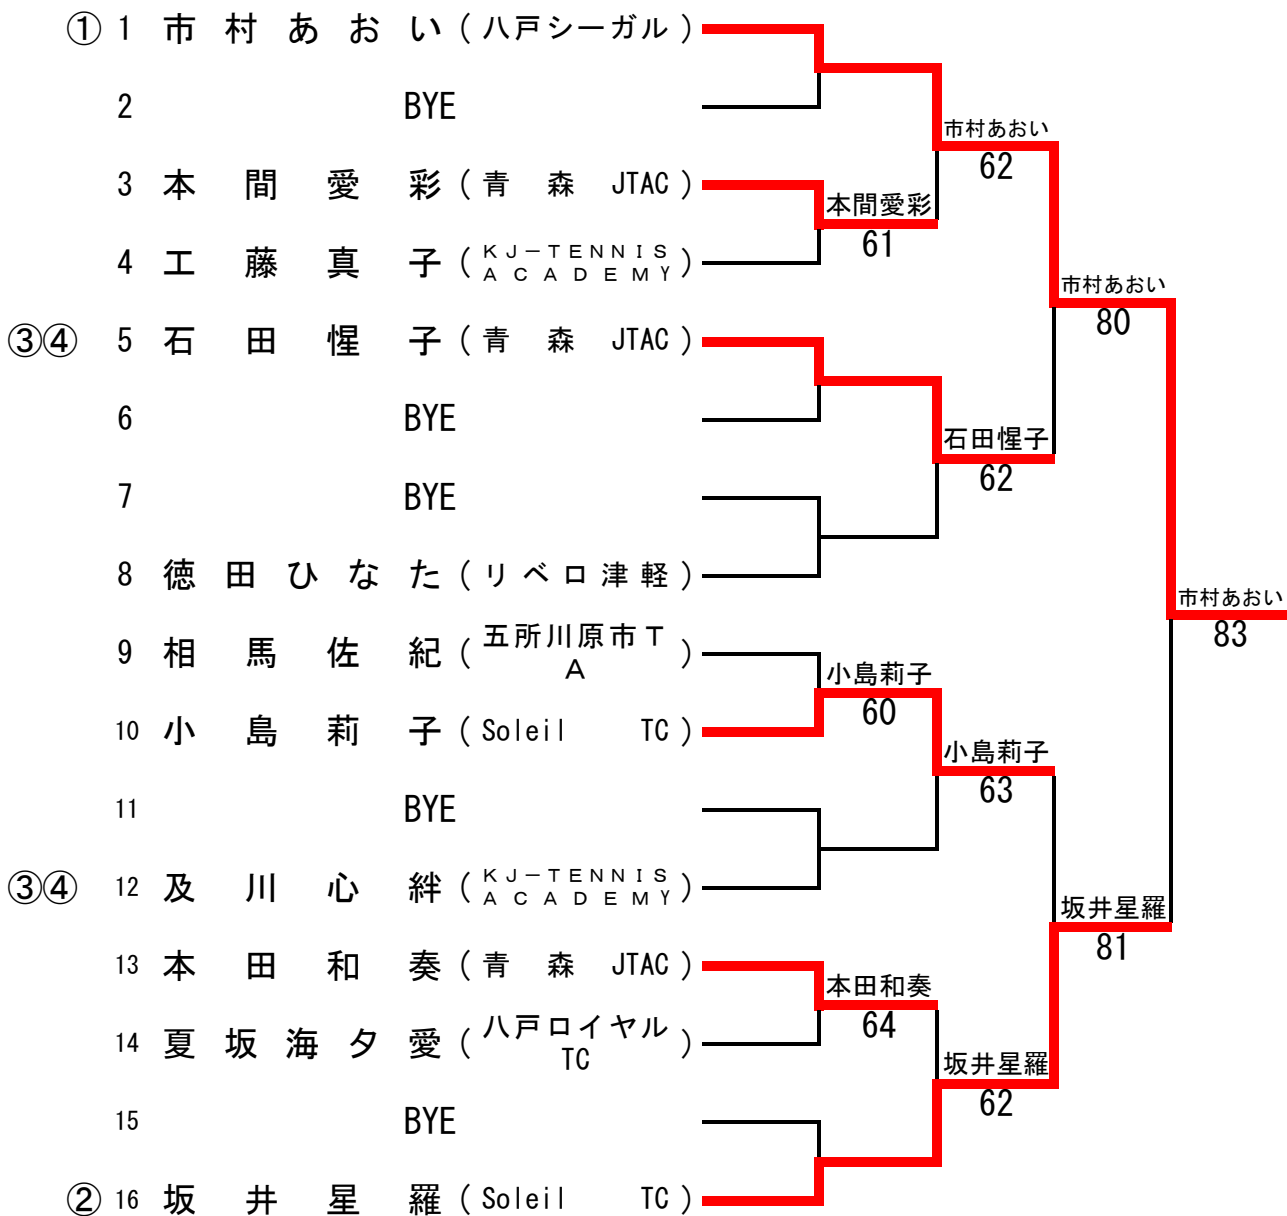 ① 1 市村あおい (八戸シーガル)
2 BYE
市村あおい
62
3 本間愛彩 (青森 JTAC)
本間愛彩
61
4 工藤真子 (KJ-TENNIS ACADEMY)
市村あおい
80
③④ 5 石田惺子 (青森 JTAC)
6 BYE
石田惺子
62
7 BYE
8 徳田ひなた (リベロ津軽)
市村あおい
83
9 相馬佐紀 (五所川原市TA)
小島莉子
60
10 小島莉子 (Soleil TC)
小島莉子
63
11 BYE
③④ 12 及川心絆 (KJ-TENNIS ACADEMY)
坂井星羅
81
13 本田和奏 (青森 JTAC)
本田和奏
64
14 夏坂海夕愛 (八戸ロイヤルTC)
坂井星羅
62
15 BYE
② 16 坂井星羅 (Soleil TC)